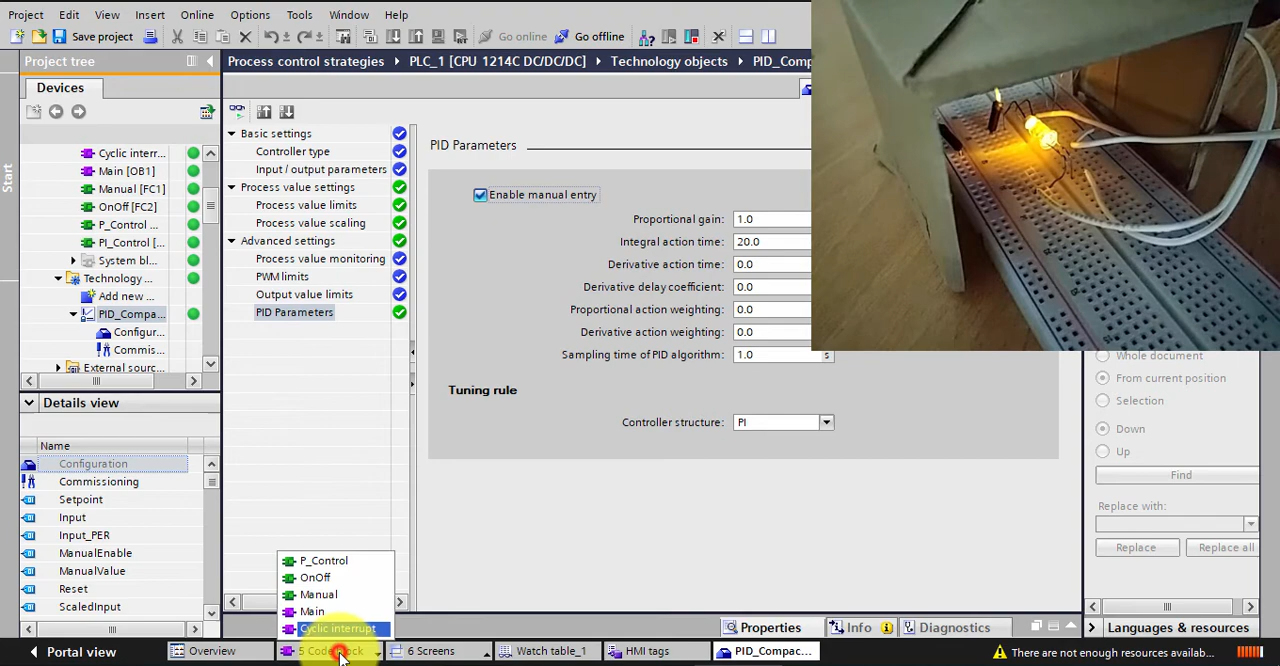 Project Edit View Insert Online Options Tools Window Help
Save project Go online Go offline
Project tree
Process control strategies PLC_1 [CPU 1214C DC/DC/DC] Technology objects PID_Comp
Devices
Start
Cyclic interr...
Main [OB1]
Manual [FC1]
OnOff [FC2]
P_Control ...
PI_Control [...
System bl...
Technology ...
Add new ...
PID_Compa...
Configur...
Commis...
External source...
Basic settings
Controller type
Input / output parameters
Process value settings
Process value limits
Process value scaling
Advanced settings
Process value monitoring
PWM limits
Output value limits
PID Parameters
PID Parameters
Enable manual entry
Proportional gain: 1.0
Integral action time: 20.0
Derivative action time: 0.0
Derivative delay coefficient: 0.0
Proportional action weighting: 0.0
Derivative action weighting: 0.0
Sampling time of PID algorithm: 1.0 s
Tuning rule
Controller structure: PI
Whole document
From current position
Selection
Down
Up
Find
Replace with:
Replace Replace all
Details view
Name
Configuration
Commissioning
Setpoint
Input
Input_PER
ManualEnable
ManualValue
Reset
ScaledInput
P_Control
OnOff
Manual
Main
Cyclic interrupt
Properties Info Diagnostics
Languages & resources
Portal view Overview 5 Code block 6 Screens Watch table_1 HMI tags PID_Compac... There are not enough resources availab...